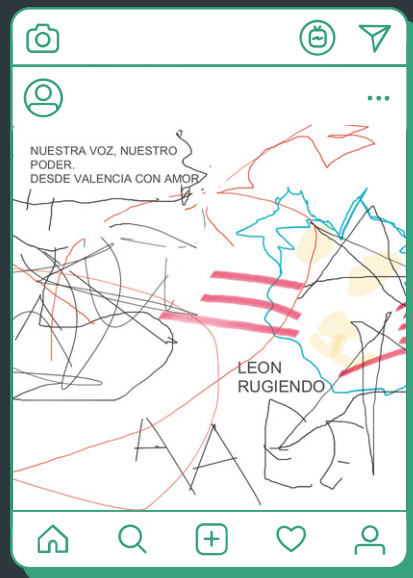 NUESTRA VOZ, NUESTRO
PODER.
DESDE VALENCIA CON AMOR
LEON
RUGIENDO